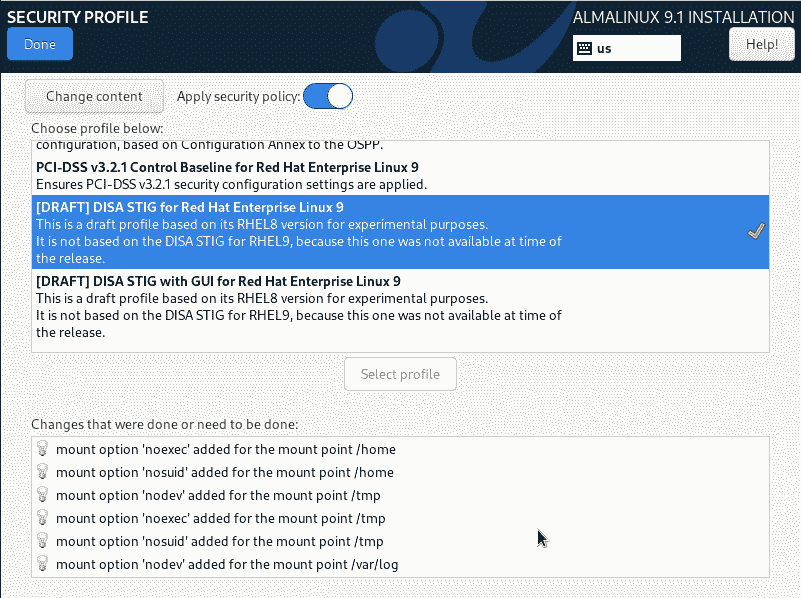 SECURITY PROFILE
ALMALINUX 9.1 INSTALLATION
Done
us
Help!
Change content
Apply security policy:
Choose profile below:
configuration, based on Configuration Annex to the OSPP.
PCI-DSS v3.2.1 Control Baseline for Red Hat Enterprise Linux 9
Ensures PCI-DSS v3.2.1 security configuration settings are applied.
[DRAFT] DISA STIG for Red Hat Enterprise Linux 9
This is a draft profile based on its RHEL8 version for experimental purposes.
It is not based on the DISA STIG for RHEL9, because this one was not available at time of
the release.
[DRAFT] DISA STIG with GUI for Red Hat Enterprise Linux 9
This is a draft profile based on its RHEL8 version for experimental purposes.
It is not based on the DISA STIG for RHEL9, because this one was not available at time of
the release.
Select profile
Changes that were done or need to be done:
mount option 'noexec' added for the mount point /home
mount option 'nosuid' added for the mount point /home
mount option 'nodev' added for the mount point /tmp
mount option 'noexec' added for the mount point /tmp
mount option 'nosuid' added for the mount point /tmp
mount option 'nodev' added for the mount point /var/log